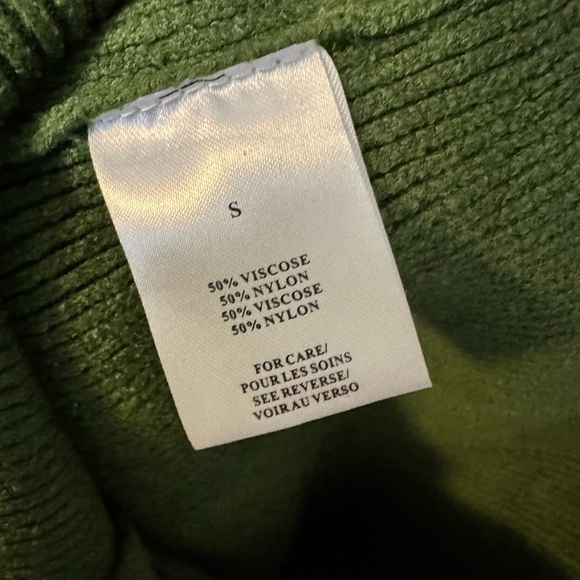 S
50% VISCOSE
50% NYLON
50% VISCOSE
50% NYLON
FOR CARE/
POUR LES SOINS
SEE REVERSE/
VOIR AU VERSO